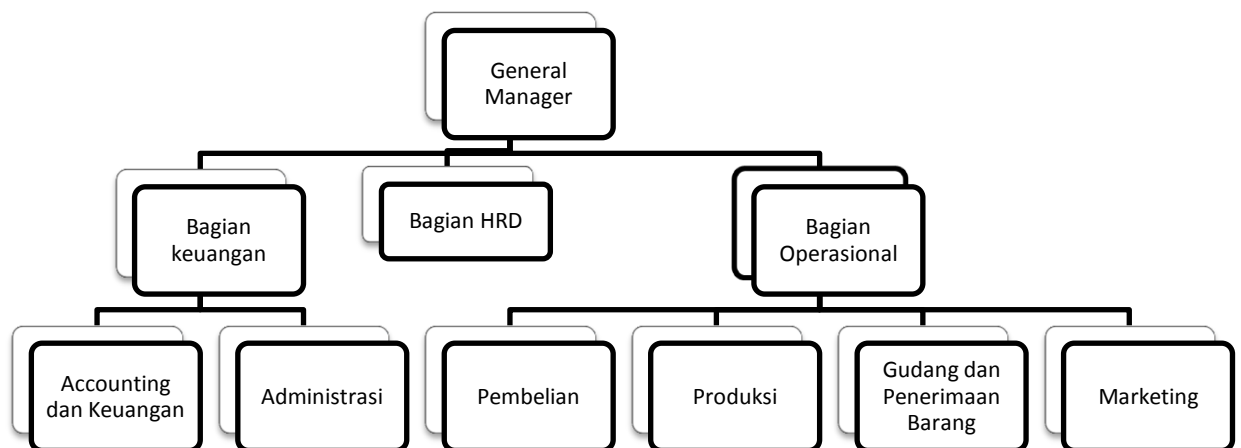 General
Manager
Bagian
keuangan
Bagian HRD
Bagian
Operasional
Accounting
dan Keuangan
Administrasi
Pembelian
Produksi
Gudang dan
Penerimaan
Barang
Marketing